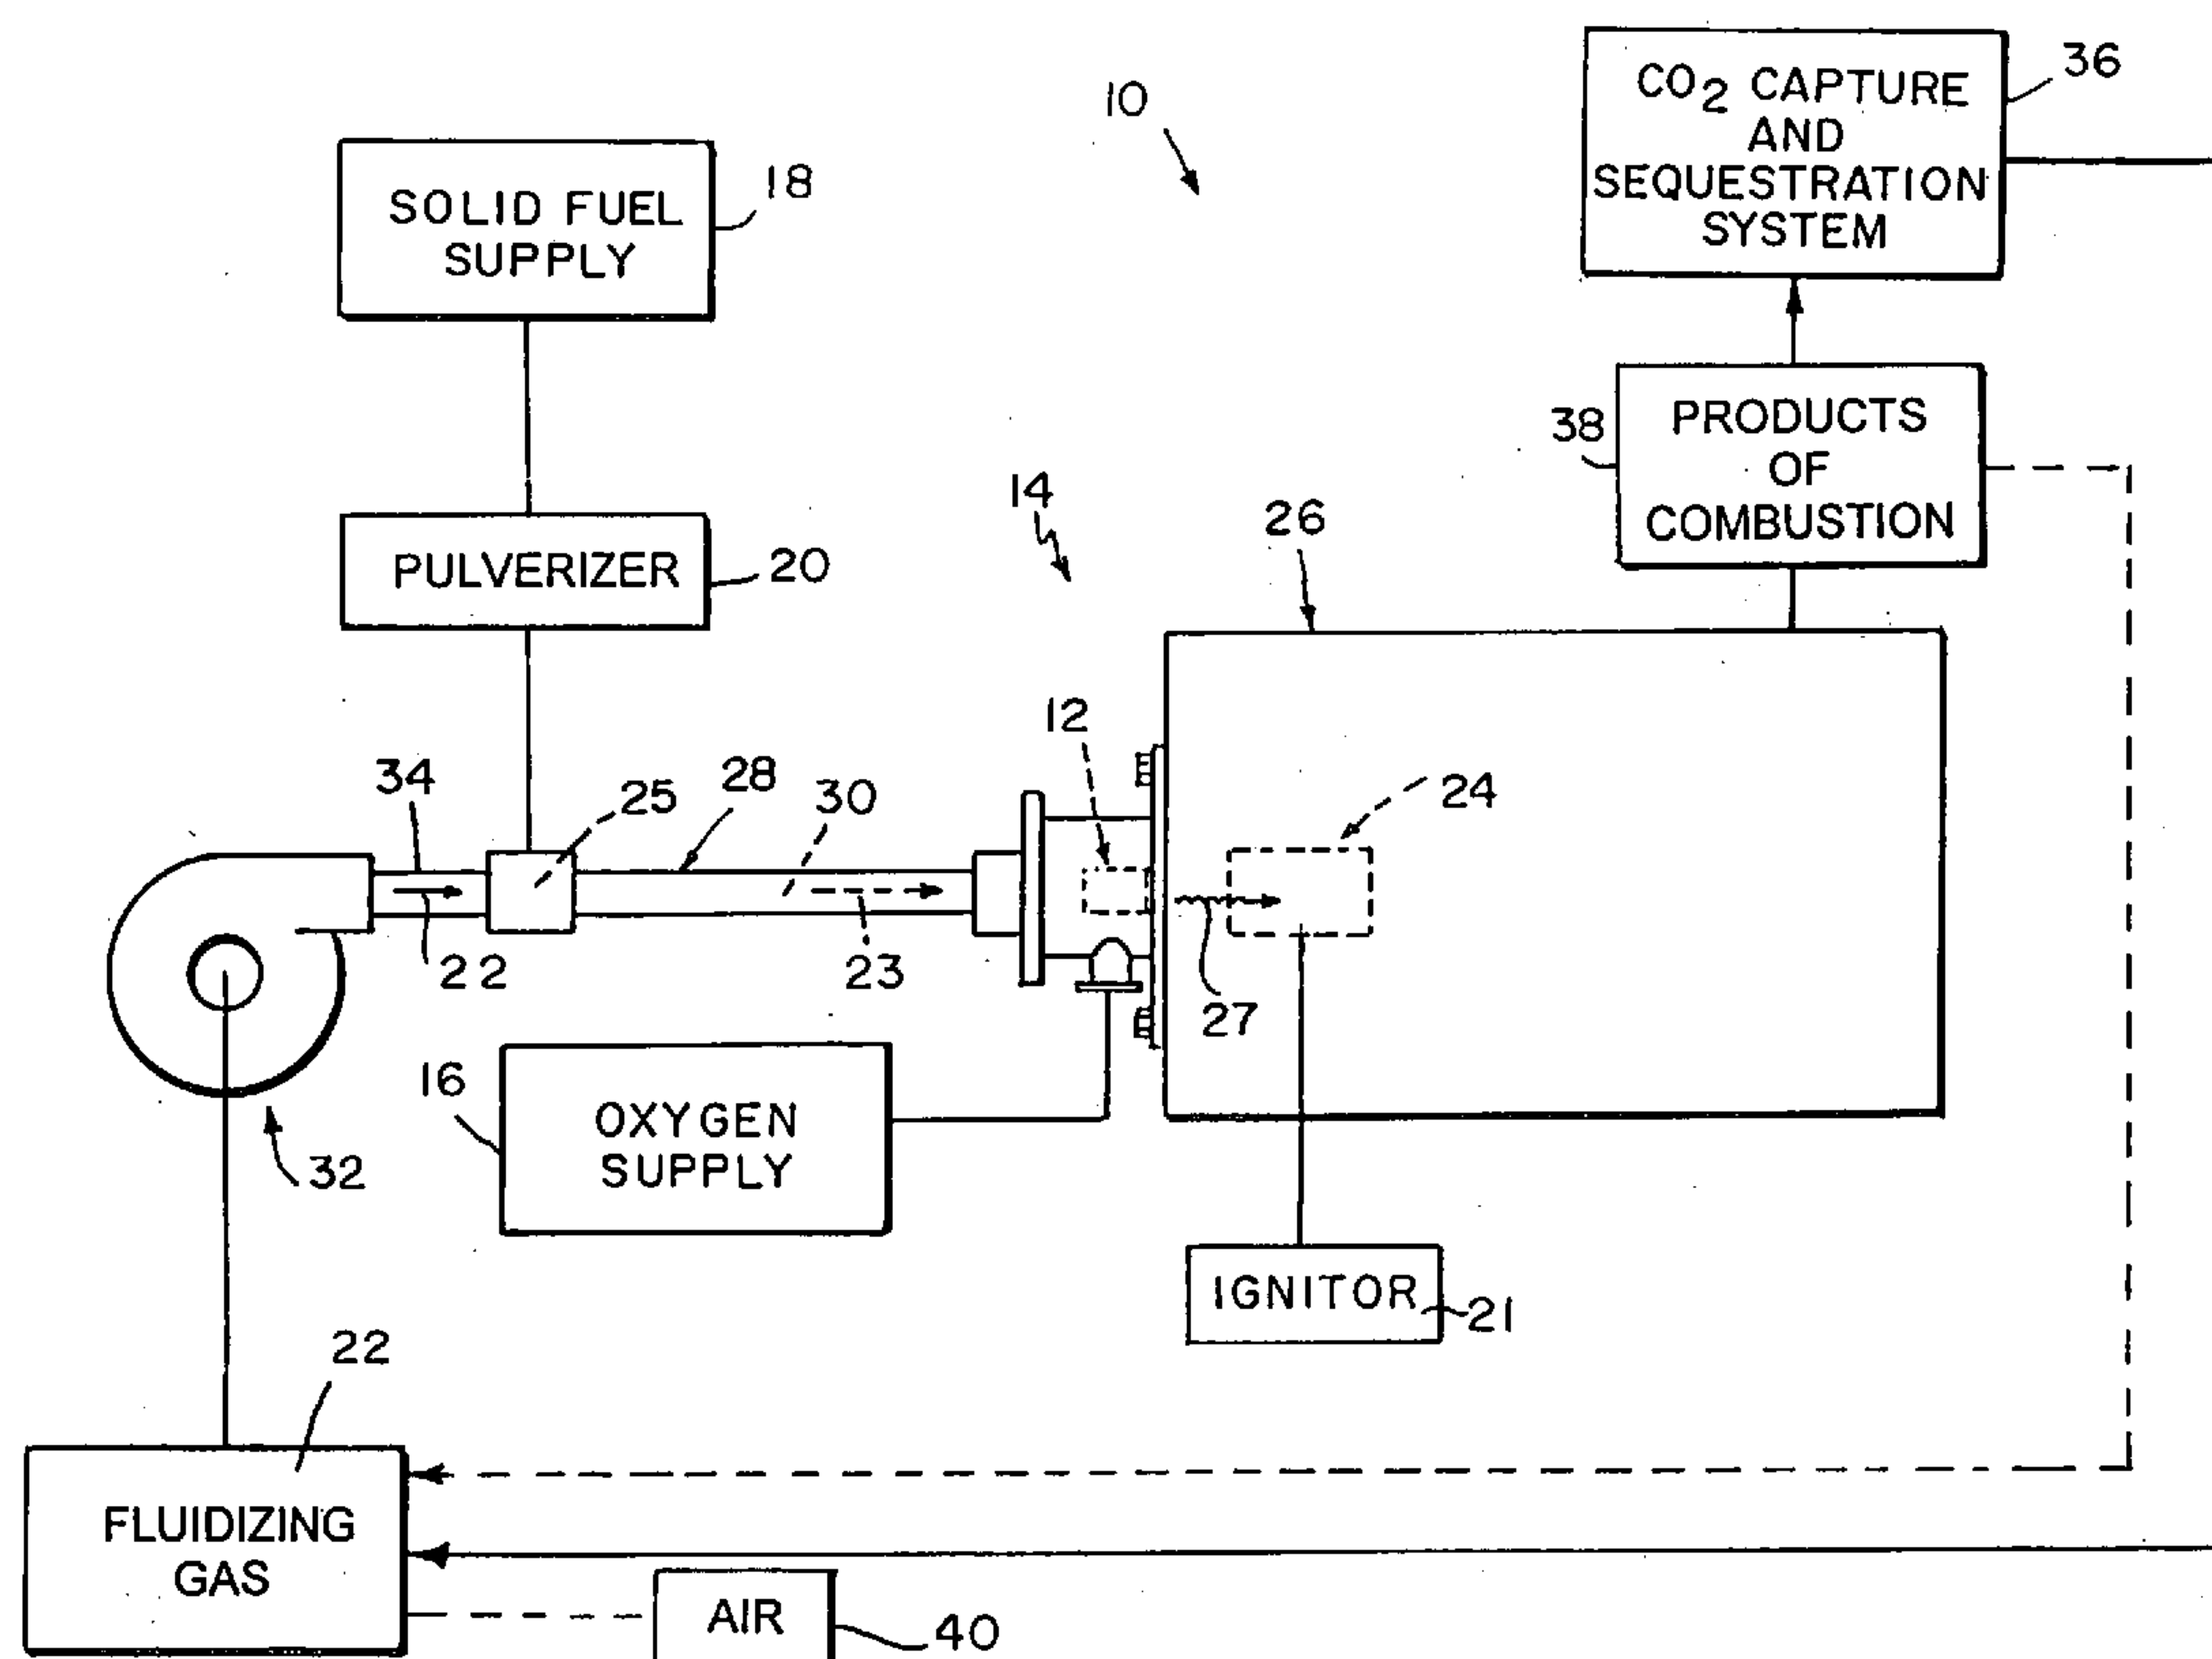 10
CO2 CAPTURE
AND
SEQUESTRATION
SYSTEM
36
SOLID FUEL
SUPPLY
18
38
PRODUCTS
OF
COMBUSTION
14
26
PULVERIZER
20
12
34
25
28
30
24
22
23
27
16
OXYGEN
SUPPLY
32
IGNITOR
21
22
FLUIDIZING
GAS
AIR
40